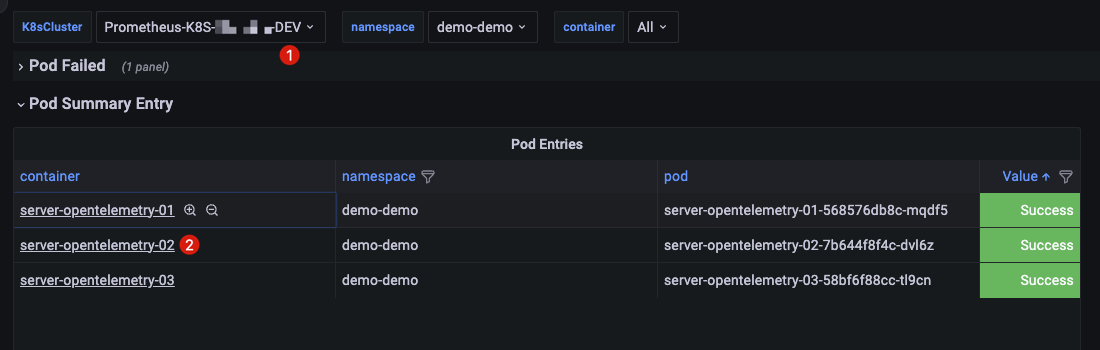 K8sCluster Prometheus-K8S- -DEV namespace demo-demo container All
1
Pod Failed (1 panel)
Pod Summary Entry
Pod Entries
container namespace pod Value
server-opentelemetry-01 demo-demo server-opentelemetry-01-568576db8c-mqdf5 Success
server-opentelemetry-02 2 demo-demo server-opentelemetry-02-7b644f8f4c-dvl6z Success
server-opentelemetry-03 demo-demo server-opentelemetry-03-58bf6f88cc-tl9cn Success